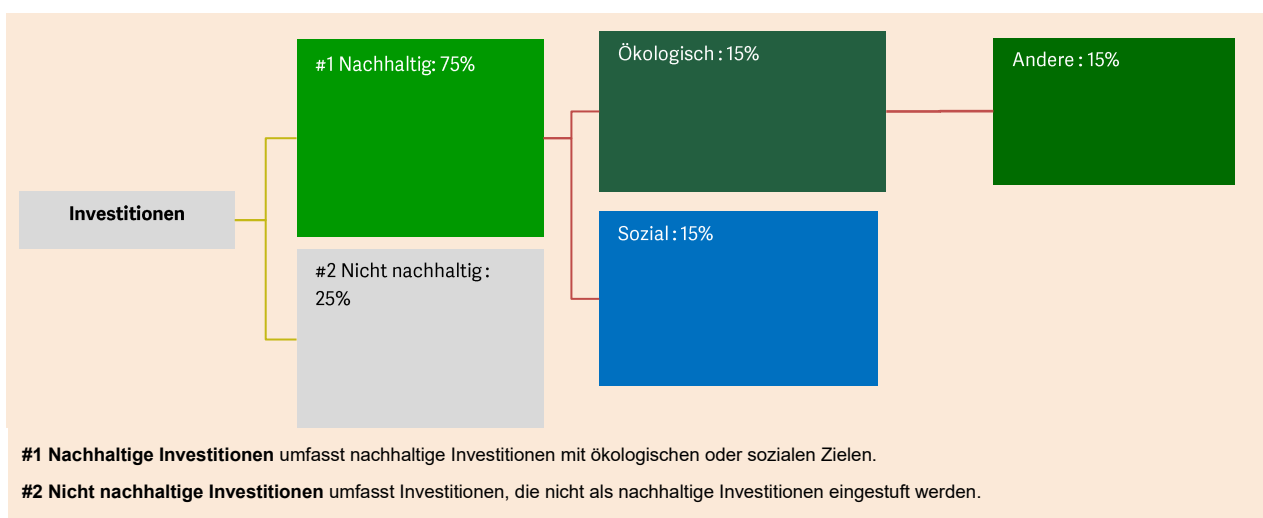 Investitionen
#1 Nachhaltig: 75%
#2 Nicht nachhaltig :
25%
Ökologisch : 15%
Sozial : 15%
Andere : 15%
#1 Nachhaltige Investitionen umfasst nachhaltige Investitionen mit ökologischen oder sozialen Zielen.
#2 Nicht nachhaltige Investitionen umfasst Investitionen, die nicht als nachhaltige Investitionen eingestuft werden.